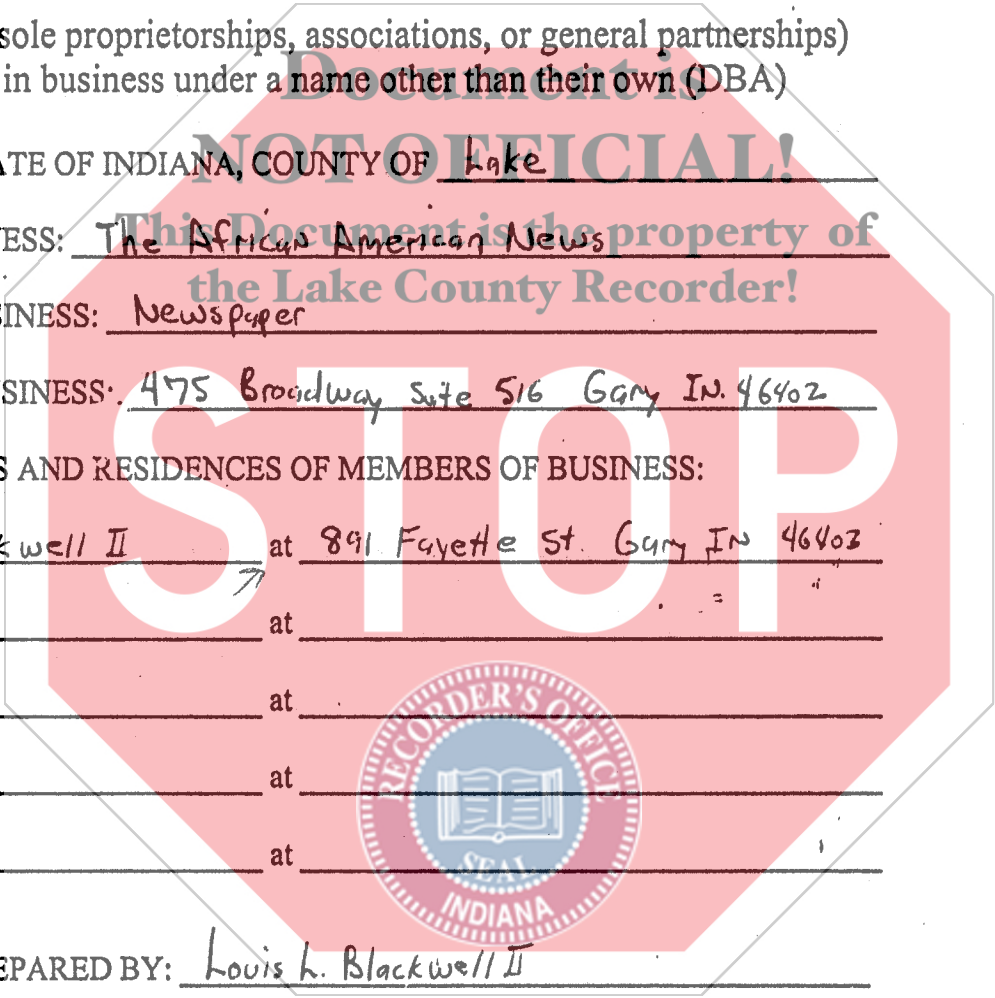 sole proprietorships, associations, or general partnerships)
in business under a name other than their own (DBA)
Document is
ATE OF INDIANA, COUNTY OF Lake
NOT OFFICIAL!
ESS: The African American News
This Document is the property of
the Lake County Recorder!
SINESS: Newspaper
SINESS: 475 Broadway Suite 516 Gary IN. 46402
STOP
S AND RESIDENCES OF MEMBERS OF BUSINESS:
kwell II at 891 Fayette St. Gary IN 46403
at
at
at
at
RECORDER'S OFFICE
SEAL
INDIANA
EPARED BY: Louis L. Blackwell II